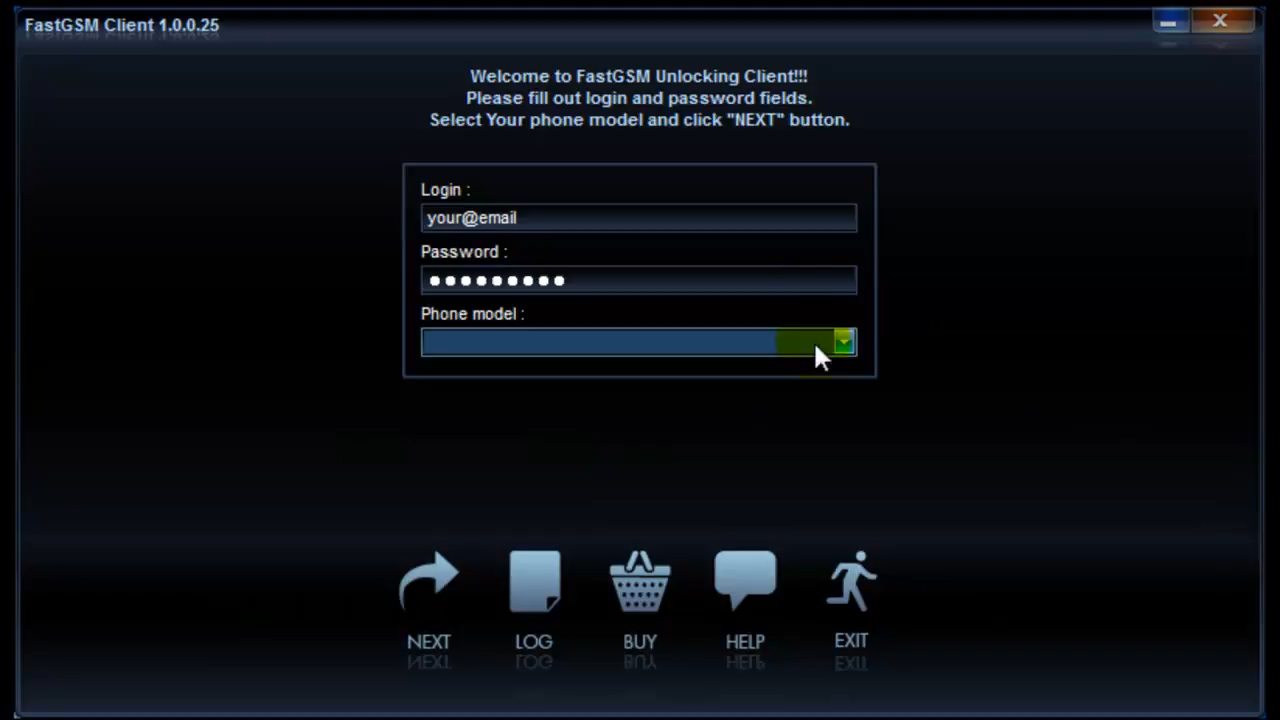 FastGSM Client 1.0.0.25
Welcome to FastGSM Unlocking Client!!!
Please fill out login and password fields.
Select Your phone model and click "NEXT" button.
Login :
your@email
Password :
Phone model :
NEXT LOG BUY HELP EXIT